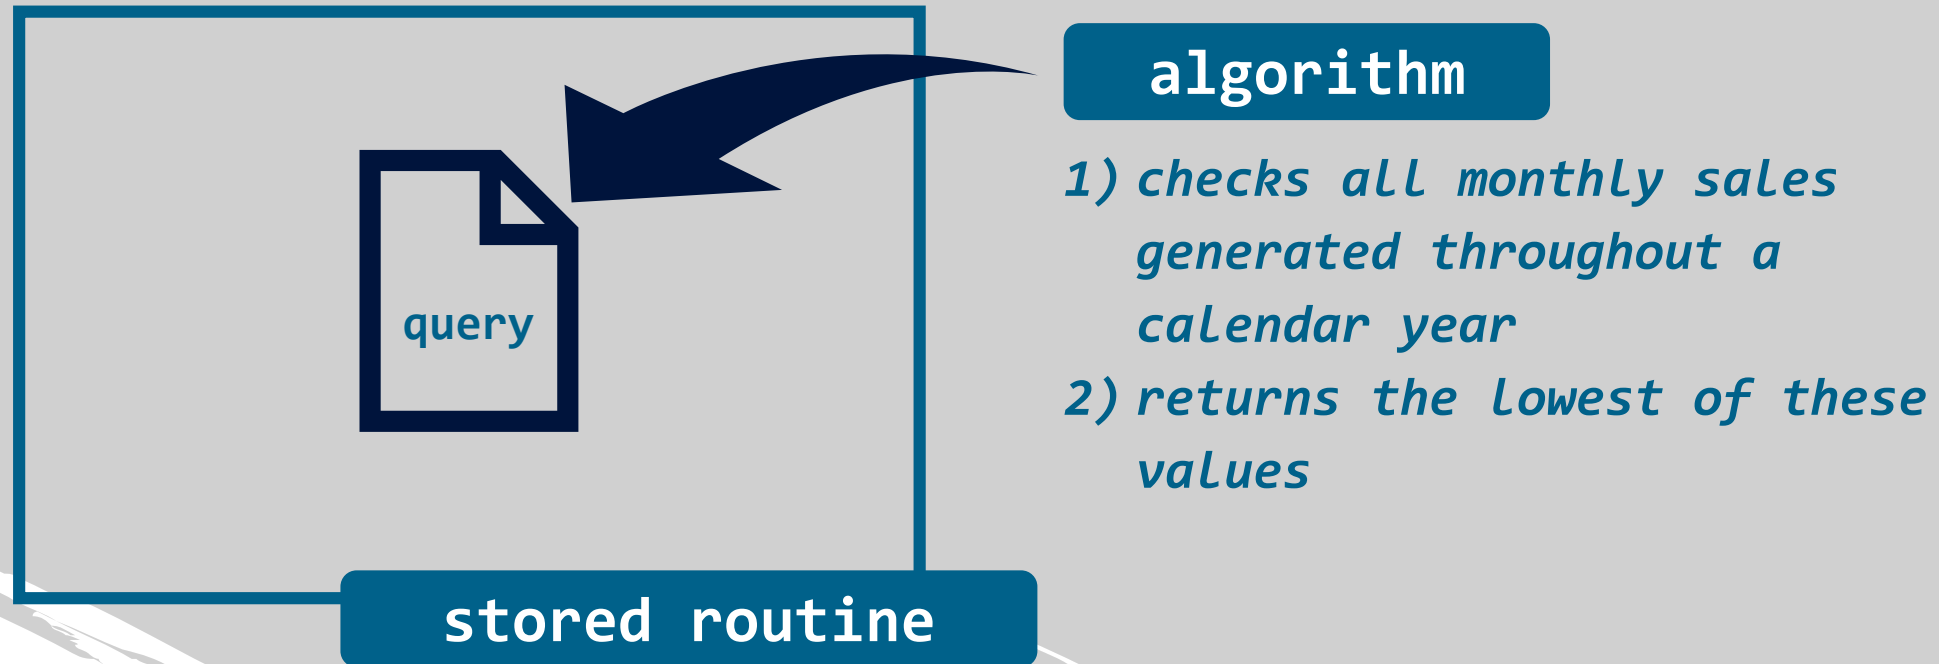 algorithm
1) checks all monthly sales
generated throughout a
calendar year
2) returns the lowest of these
values
query
stored routine